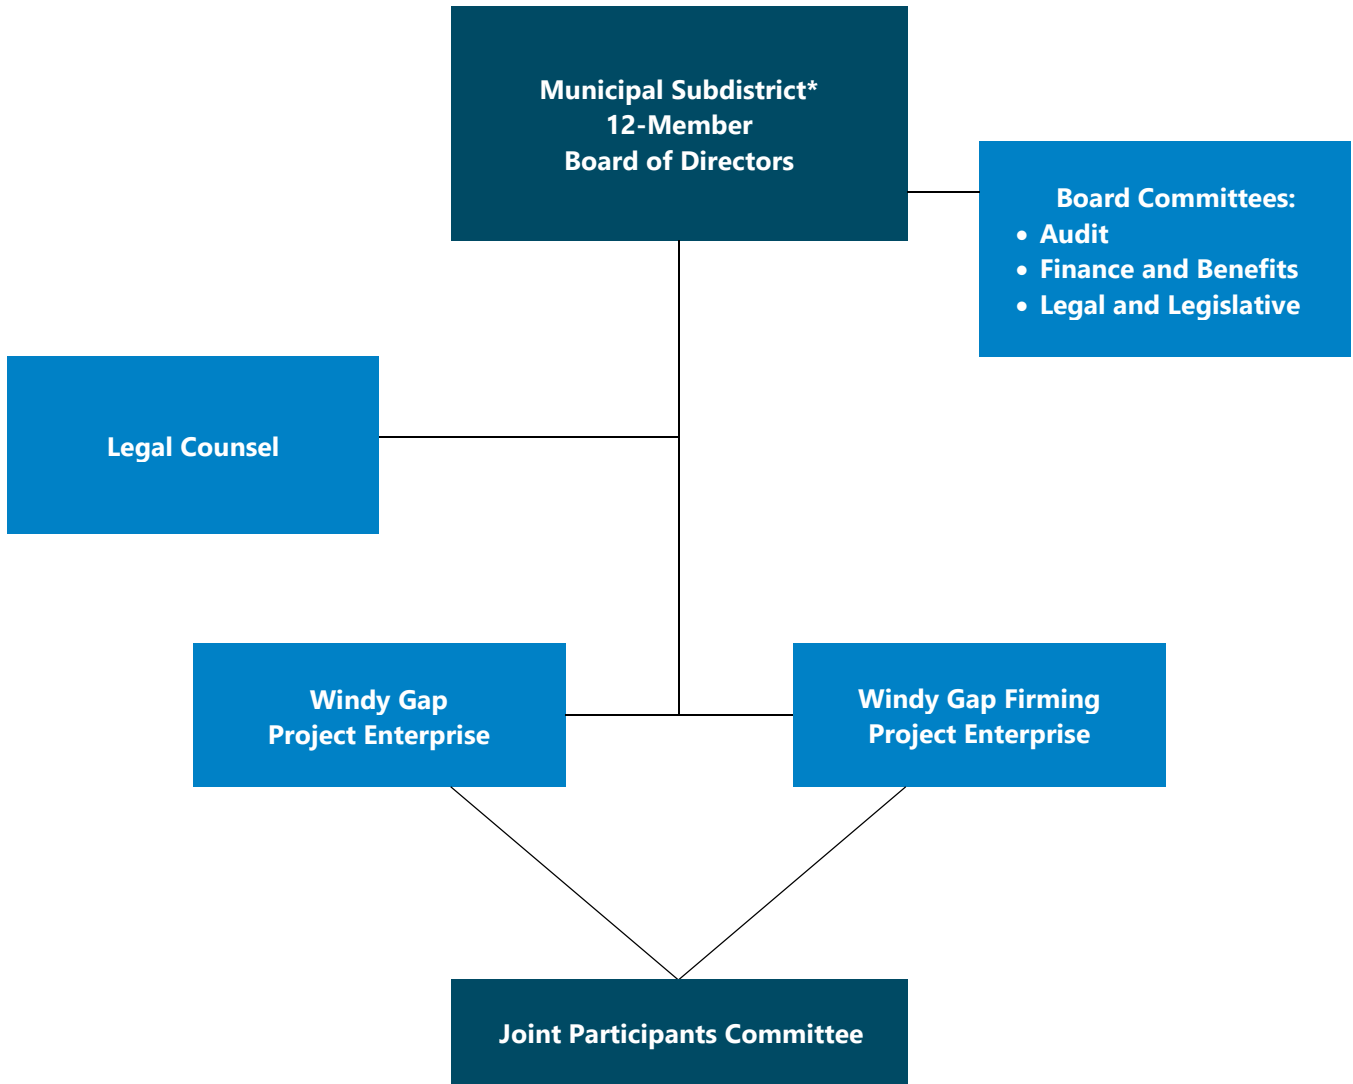 Municipal Subdistrict*
12-Member
Board of Directors
Board Committees:
• Audit
• Finance and Benefits
• Legal and Legislative
Legal Counsel
Windy Gap
Project Enterprise
Windy Gap Firming
Project Enterprise
Joint Participants Committee